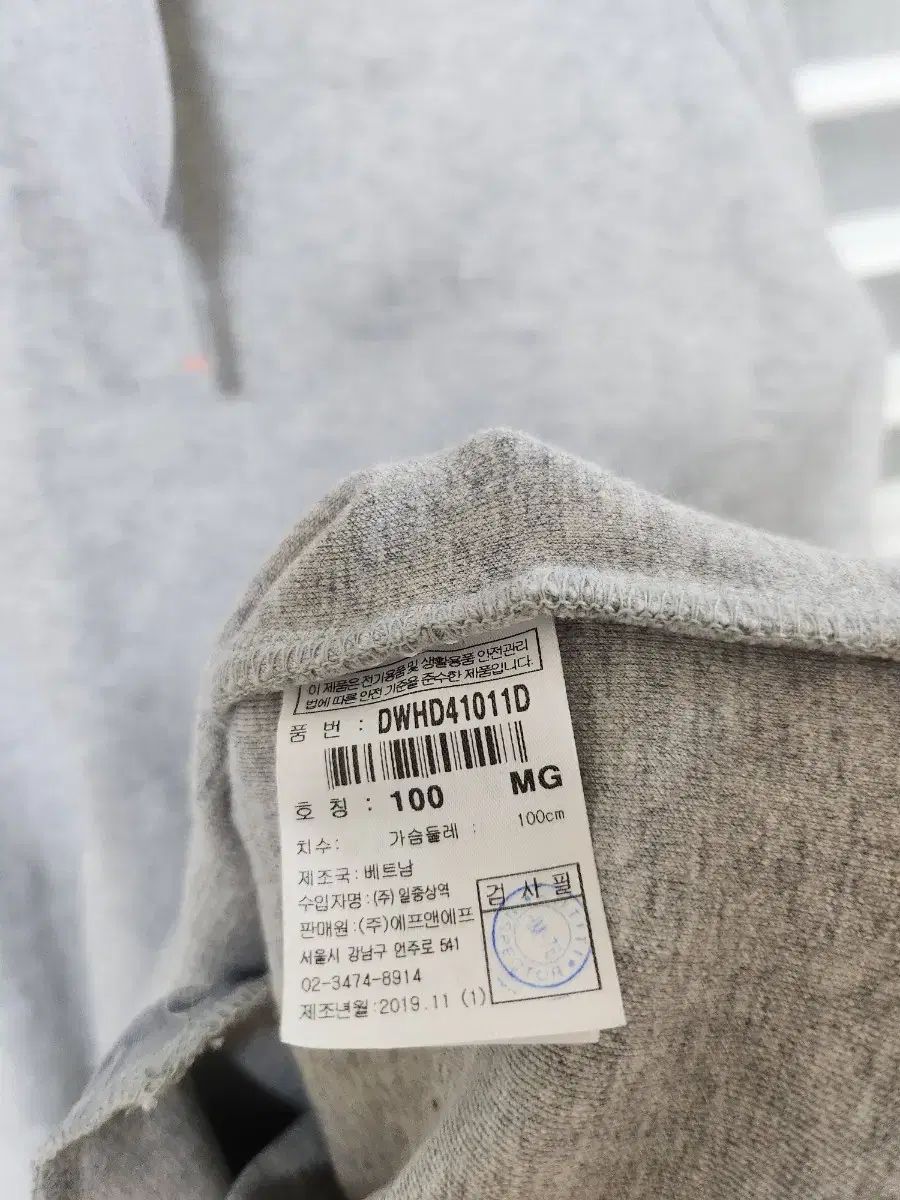 이 제품은 전기용품 및 생활용품 안전관리
법에 따른 안전 기준을 준수한 제품입니다.
품 번 : DWHD41011D
호 칭 : 100 MG
치수: 가슴둘레 : 100cm
제조국:베트남
수입자명:(주)일중상역
판매원:(주)에프앤에프
서울시 강남구 언주로 541
02-3474-8914
제조년월:2019.11 (1)
검 사 필
INSPECTOR